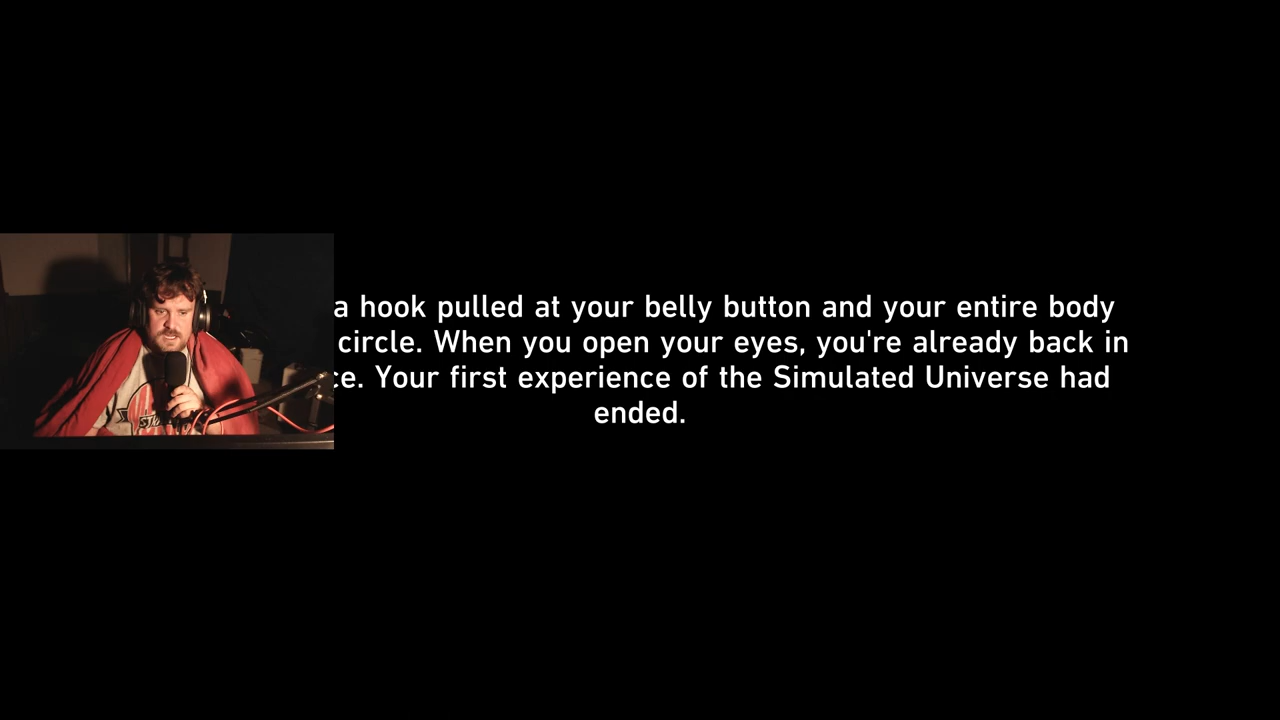 a hook pulled at your belly button and your entire body
circle. When you open your eyes, you're already back in
ce. Your first experience of the Simulated Universe had
ended.